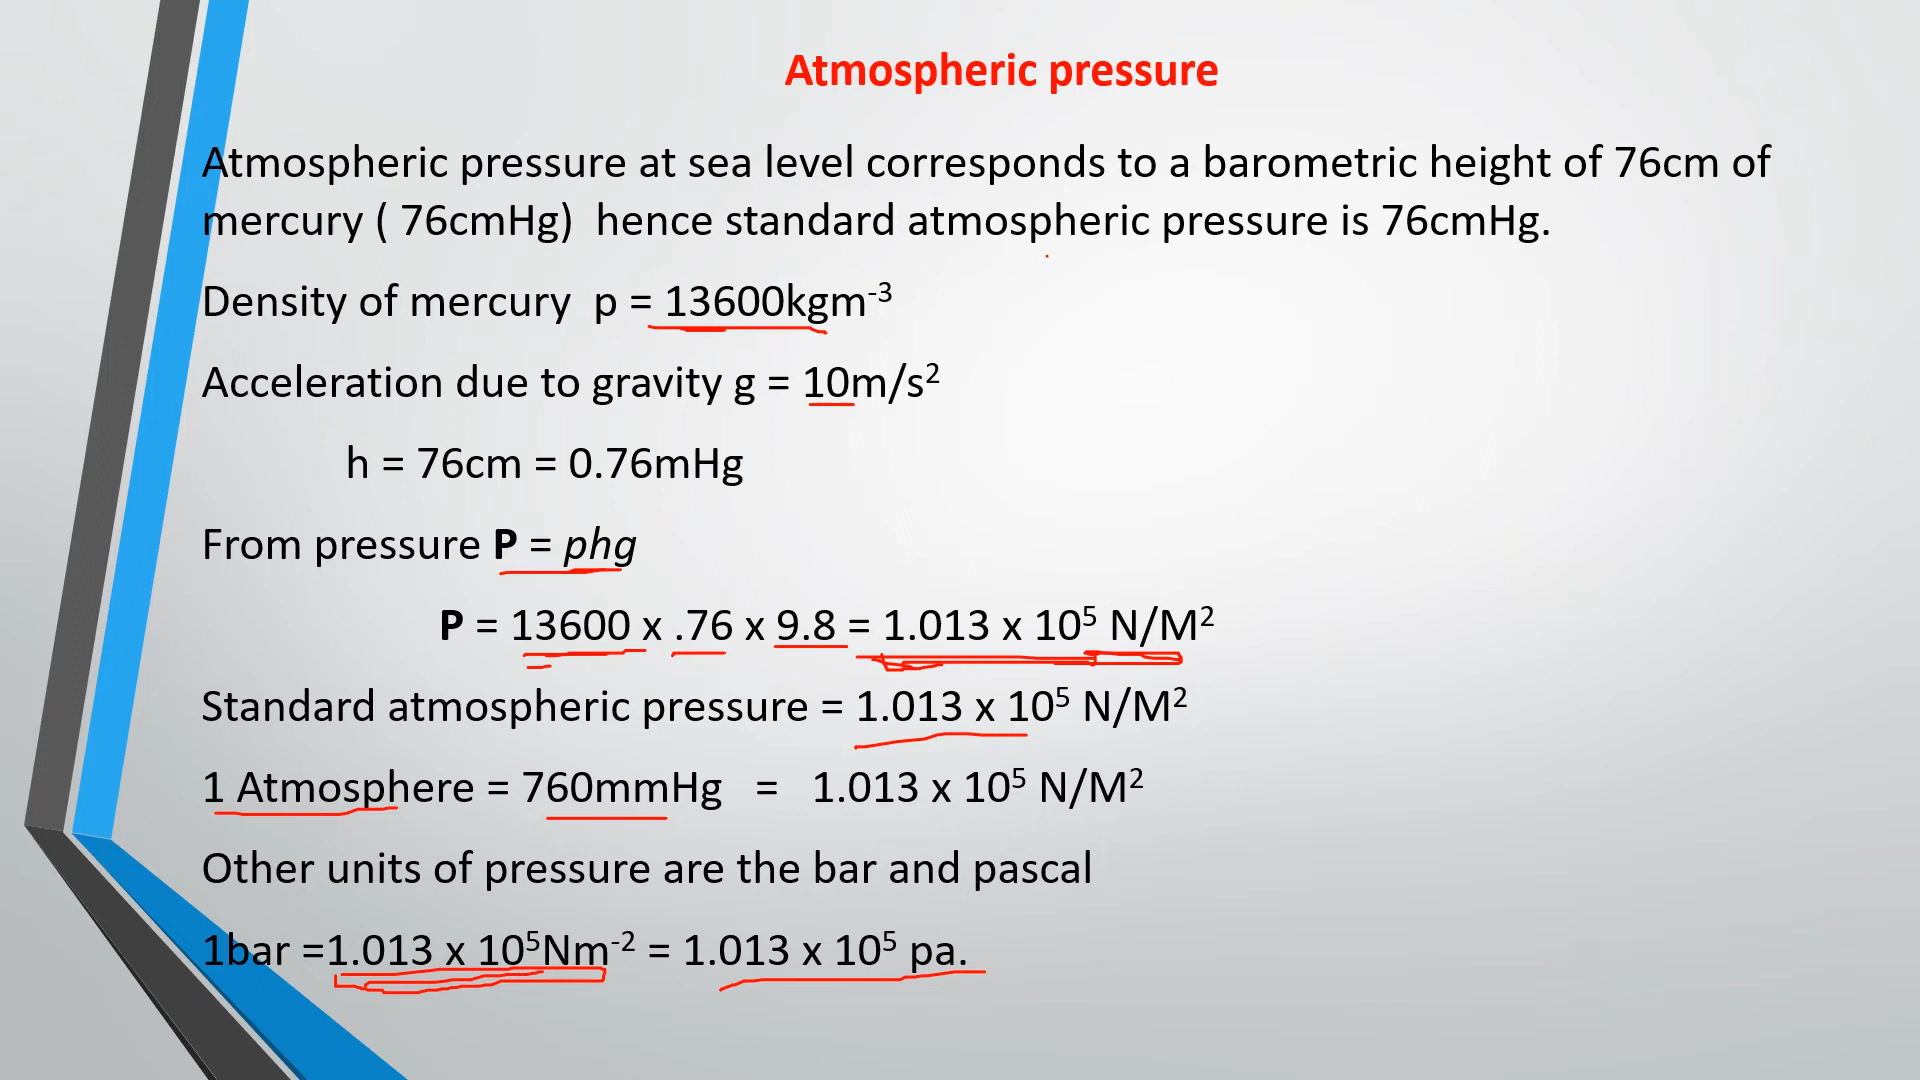 Atmospheric pressure
Atmospheric pressure at sea level corresponds to a barometric height of 76cm of
mercury ( 76cmHg) hence standard atmospheric pressure is 76cmHg.
Density of mercury p = 13600kgm⁻³
Acceleration due to gravity g = 10m/s²
h = 76cm = 0.76mHg
From pressure P = phg
P = 13600 x .76 x 9.8 = 1.013 x 10⁵ N/M²
Standard atmospheric pressure = 1.013 x 10⁵ N/M²
1 Atmosphere = 760mmHg = 1.013 x 10⁵ N/M²
Other units of pressure are the bar and pascal
1bar =1.013 x 10⁵Nm⁻² = 1.013 x 10⁵ pa.